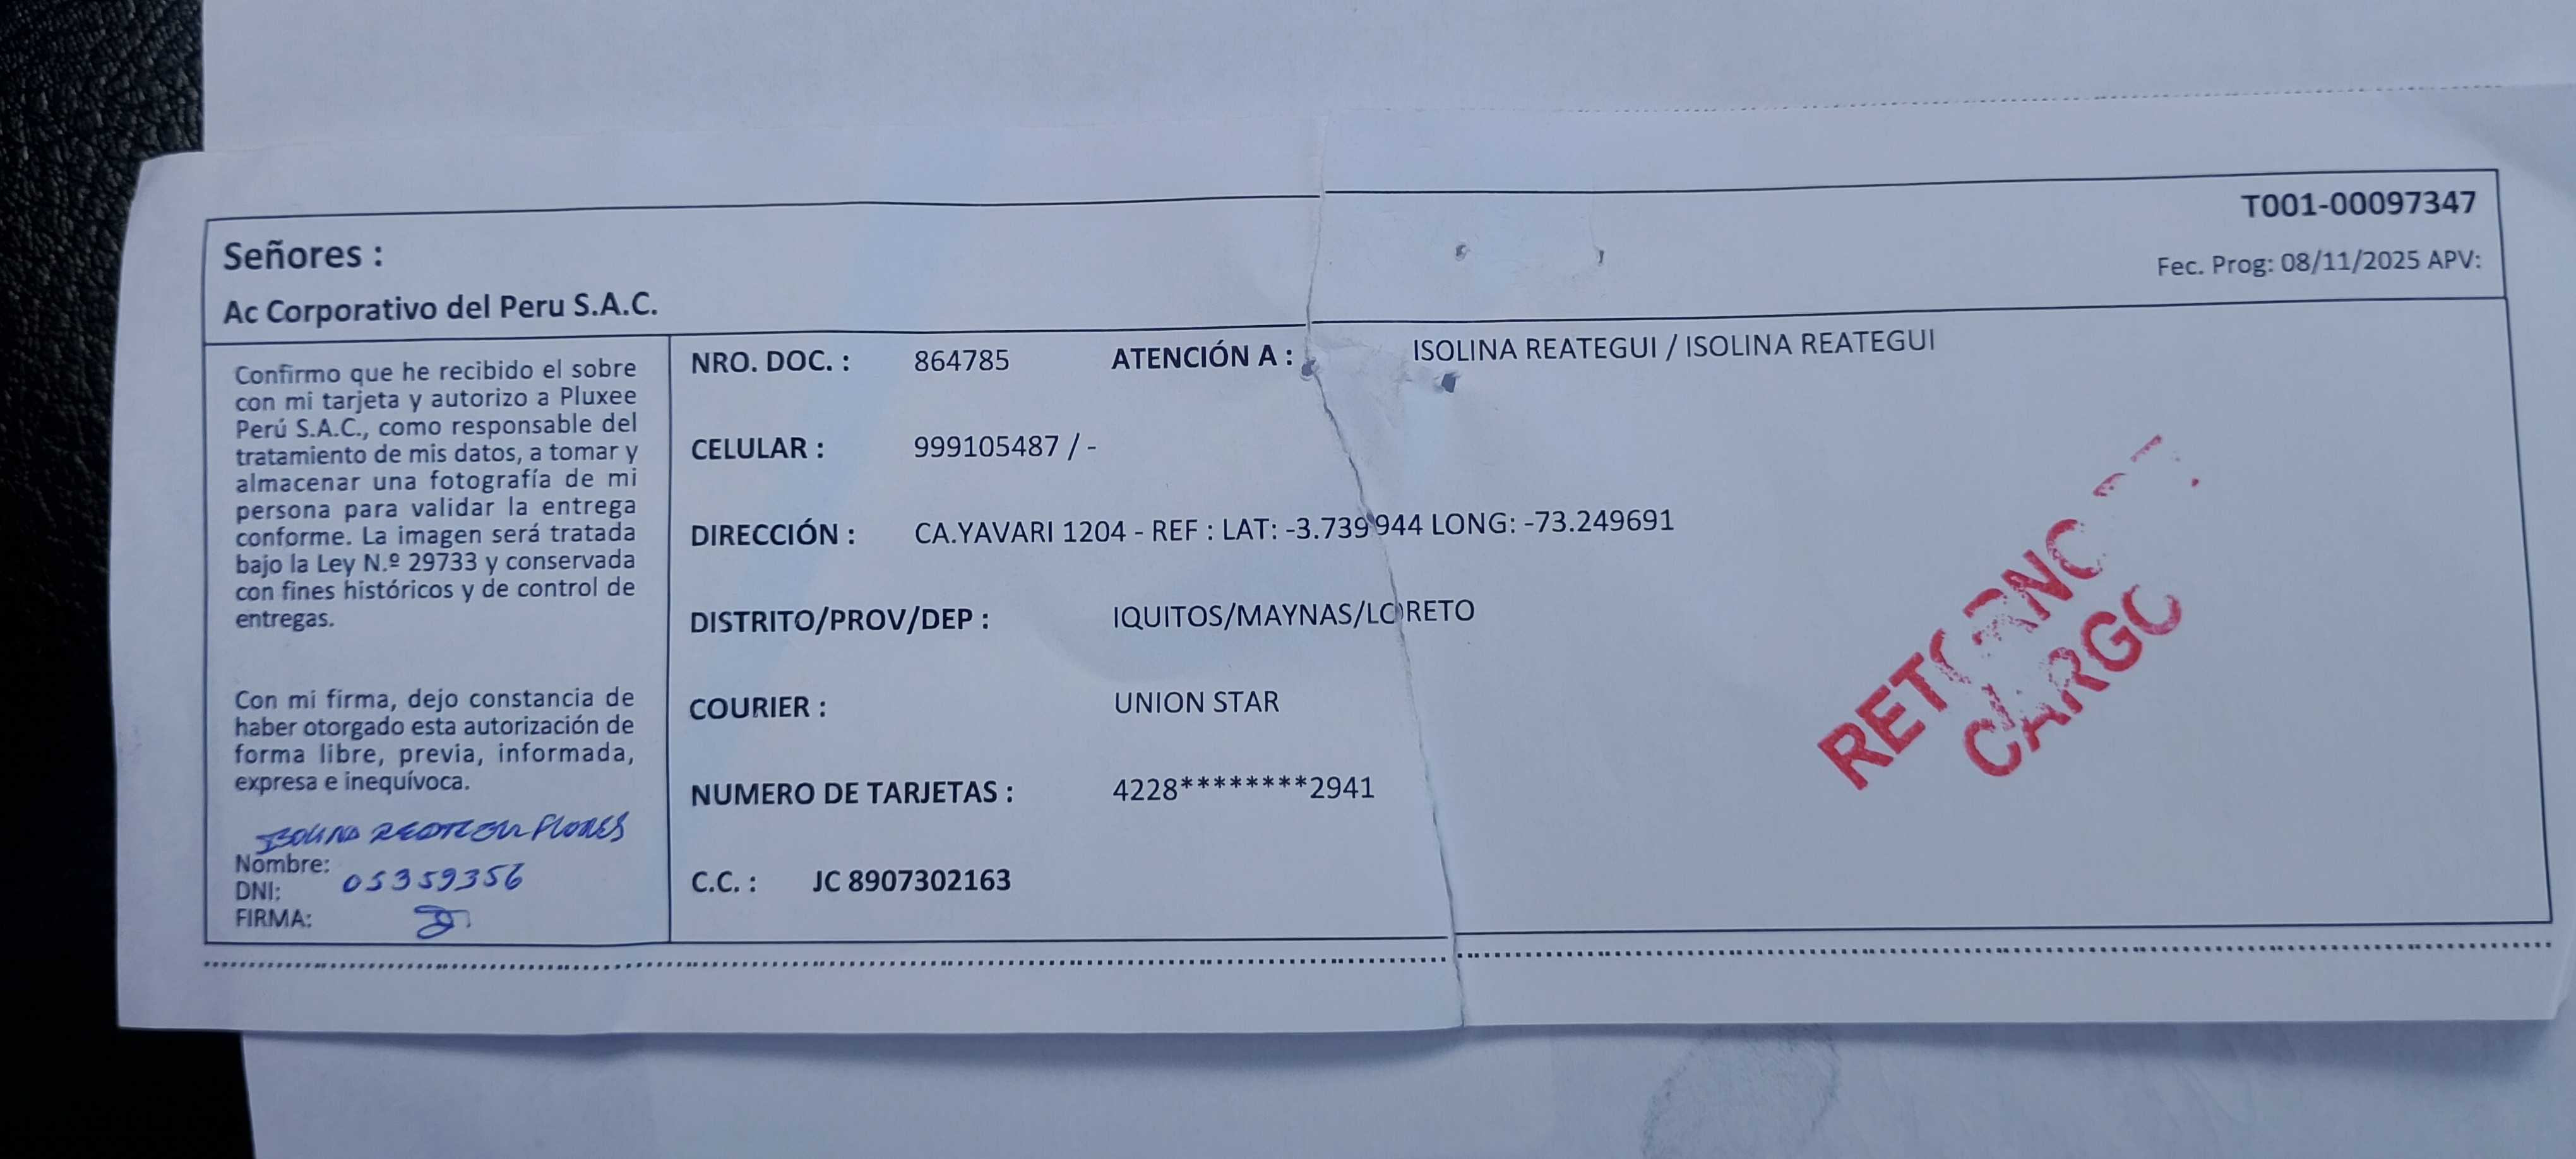 T001-00097347
Señores :
Fec. Prog: 08/11/2025 APV:
Ac Corporativo del Peru S.A.C.
Confirmo que he recibido el sobre
con mi tarjeta y autorizo a Pluxee
Perú S.A.C., como responsable del
tratamiento de mis datos, a tomar y
almacenar una fotografía de mi
persona para validar la entrega
conforme. La imagen será tratada
bajo la Ley N.º 29733 y conservada
con fines históricos y de control de
entregas.
Con mi firma, dejo constancia de
haber otorgado esta autorización de
forma libre, previa, informada,
expresa e inequívoca.
ISOLINA REATEGUI FLORES
Nombre:
DNI: 05359356
FIRMA:
NRO. DOC. : 864785 ATENCIÓN A : ISOLINA REATEGUI / ISOLINA REATEGUI
CELULAR : 999105487 / -
DIRECCIÓN : CA.YAVARI 1204 - REF : LAT: -3.739944 LONG: -73.249691
DISTRITO/PROV/DEP : IQUITOS/MAYNAS/LORETO
COURIER : UNION STAR
NUMERO DE TARJETAS : 4228********2941
C.C. : JC 8907302163
RETORNO
CARGO